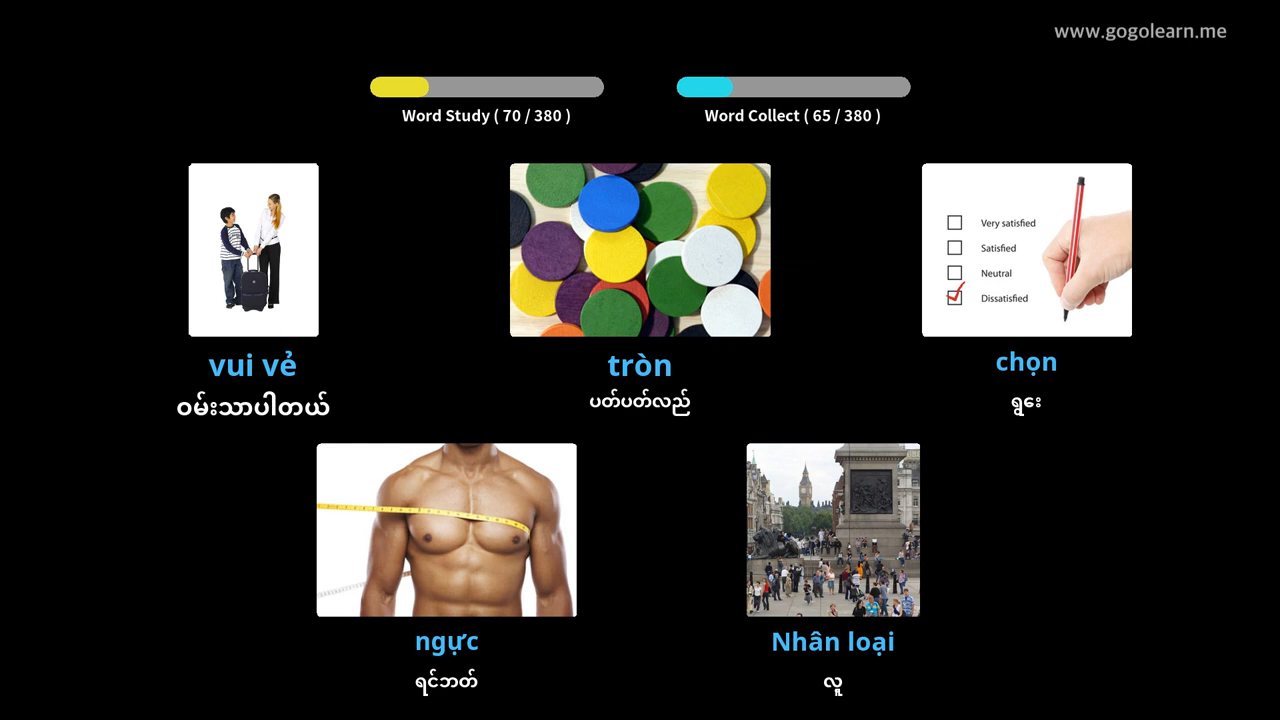 www.gogolearn.me
Word Study ( 70 / 380 )
Word Collect ( 65 / 380 )
Very satisfied
Satisfied
Neutral
Dissatisfied
vui vẻ
tròn
chọn
ဝမ်းသာပါတယ်
ပတ်ပတ်လည်
ရွေး
ngực
Nhân loại
ရင်ဘတ်
လူ